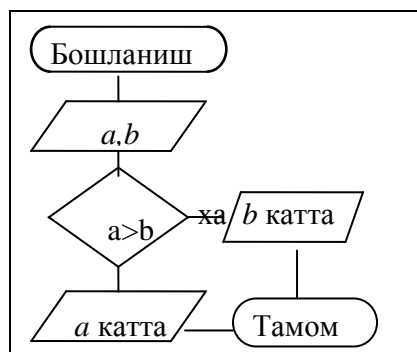 Бошланиш
a,b
a>b
ха
b катта
a катта
Тамом